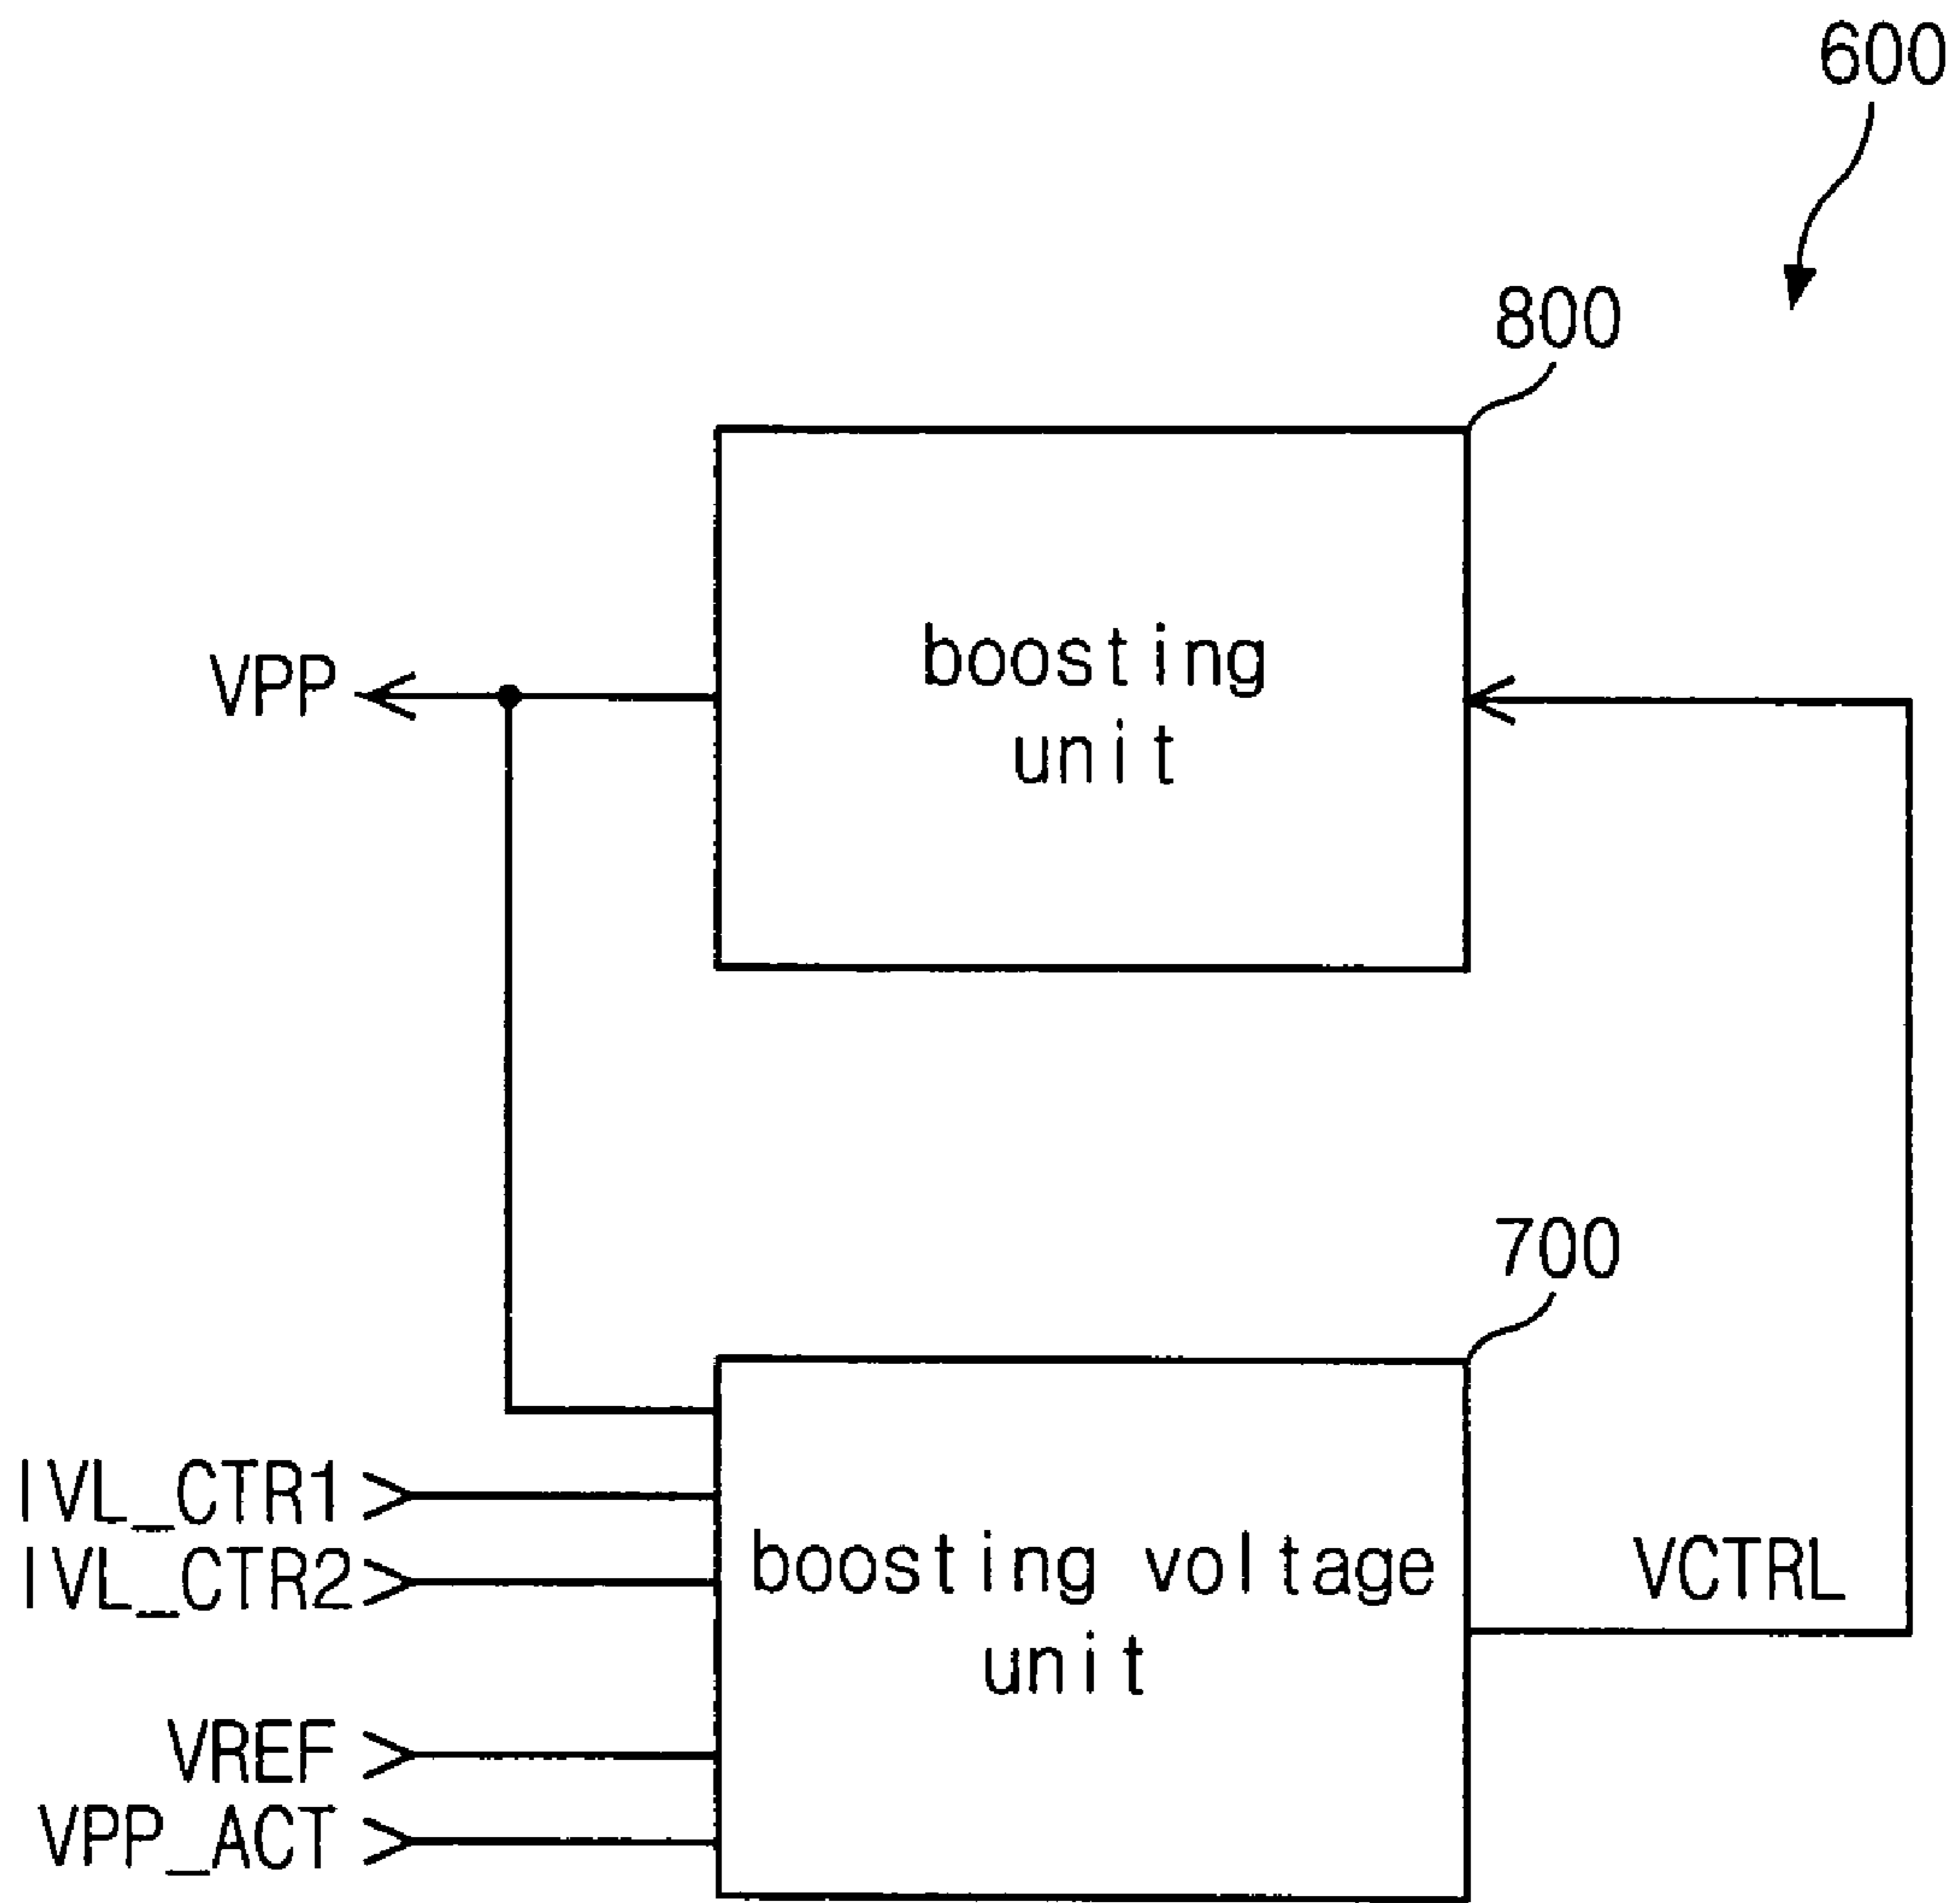 600
800
boosting
unit
VPP
700
IVL_CTR1
IVL_CTR2
boosting voltage
unit
VCTRL
VREF
VPP_ACT